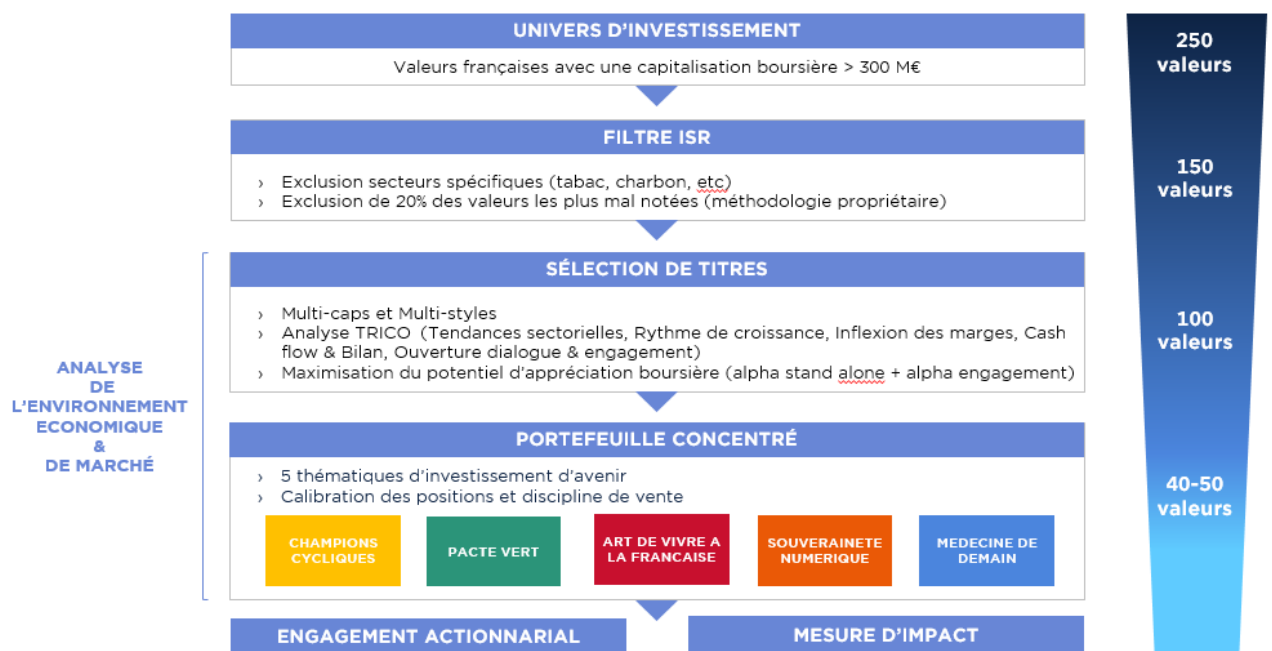 UNIVERS D'INVESTISSEMENT
Valeurs françaises avec une capitalisation boursière > 300 M€
250
valeurs
FILTRE ISR
› Exclusion secteurs spécifiques (tabac, charbon, etc)
› Exclusion de 20% des valeurs les plus mal notées (méthodologie propriétaire)
150
valeurs
SÉLECTION DE TITRES
› Multi-caps et Multi-styles
› Analyse TRICO (Tendances sectorielles, Rythme de croissance, Inflexion des marges, Cash
flow & Bilan, Ouverture dialogue & engagement)
› Maximisation du potentiel d'appréciation boursière (alpha stand alone + alpha engagement)
100
valeurs
ANALYSE
DE
L'ENVIRONNEMENT
ECONOMIQUE
&
DE MARCHÉ
PORTEFEUILLE CONCENTRÉ
› 5 thématiques d'investissement d'avenir
› Calibration des positions et discipline de vente
40-50
valeurs
CHAMPIONS
CYCLIQUES
PACTE VERT
ART DE VIVRE A
LA FRANCAISE
SOUVERAINETE
NUMERIQUE
MEDECINE DE
DEMAIN
ENGAGEMENT ACTIONNARIAL
MESURE D'IMPACT